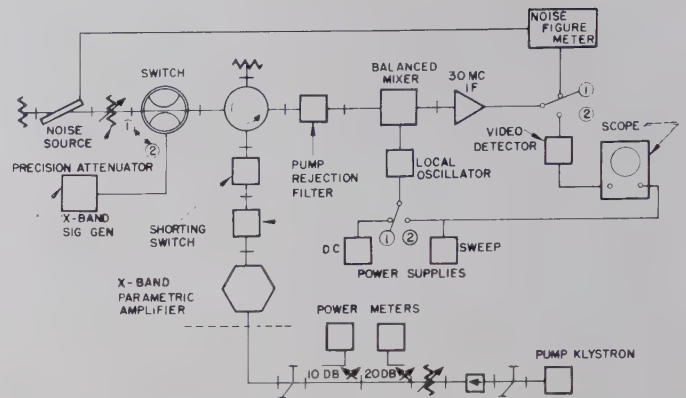 NOISE
FIGURE
METER
SWITCH
BALANCED
MIXER
30 MC
IF
①
②
NOISE
SOURCE
1
②
PRECISION ATTENUATOR
X-BAND
SIG GEN
PUMP
REJECTION
FILTER
LOCAL
OSCILLATOR
VIDEO
DETECTOR
SCOPE
SHORTING
SWITCH
① ②
DC
SWEEP
POWER SUPPLIES
X-BAND
PARAMETRIC
AMPLIFIER
POWER METERS
10 DB
20DB
PUMP KLYSTRON